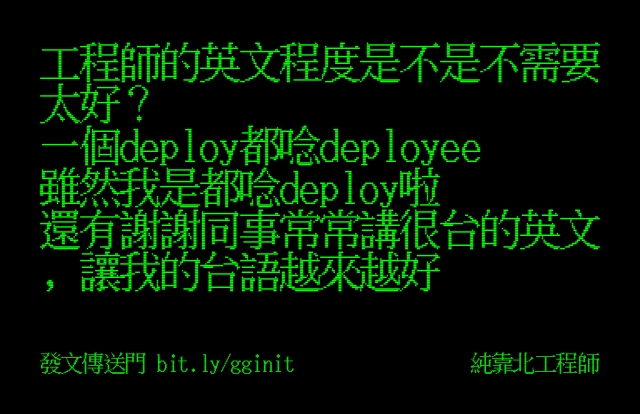 工程師的英文程度是不是不需要
太好？
一個deploy都唸deployee
雖然我是都唸deploy啦
還有謝謝同事常常講很台的英文
，讓我的台語越來越好
發文傳送門 bit.ly/gginit
純靠北工程師